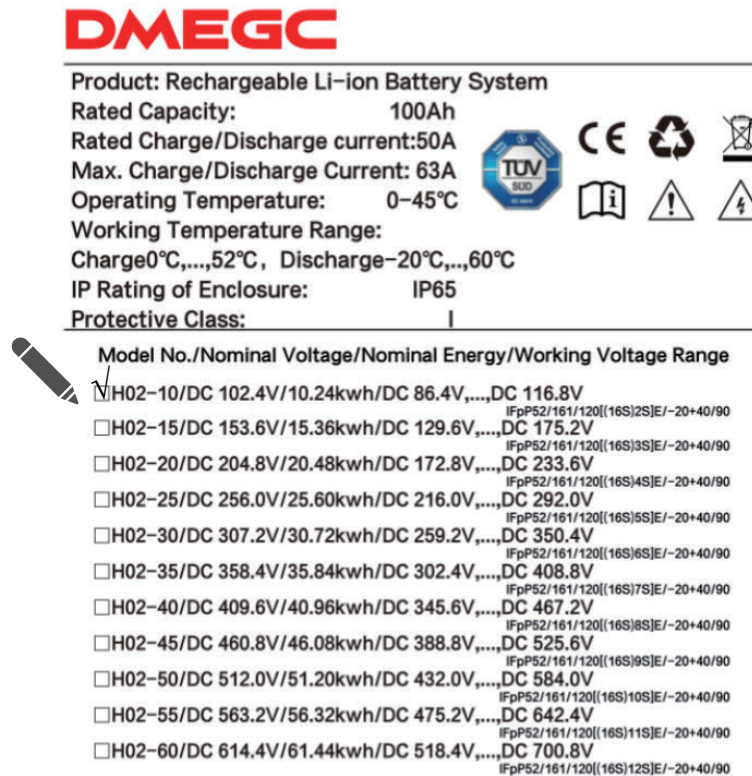 DMEGC
Product: Rechargeable Li-ion Battery System
Rated Capacity: 100Ah
Rated Charge/Discharge current:50A
Max. Charge/Discharge Current: 63A
Operating Temperature: 0-45℃
Working Temperature Range:
Charge0℃,...,52℃, Discharge-20℃,..,60℃
IP Rating of Enclosure: IP65
Protective Class: I
TÜV
SÜD
CE
i
Model No./Nominal Voltage/Nominal Energy/Working Voltage Range
☑H02-10/DC 102.4V/10.24kwh/DC 86.4V,...,DC 116.8V
IFpP52/161/120[(16S)2S]E/-20+40/90
☐H02-15/DC 153.6V/15.36kwh/DC 129.6V,...,DC 175.2V
IFpP52/161/120[(16S)3S]E/-20+40/90
☐H02-20/DC 204.8V/20.48kwh/DC 172.8V,...,DC 233.6V
IFpP52/161/120[(16S)4S]E/-20+40/90
☐H02-25/DC 256.0V/25.60kwh/DC 216.0V,...,DC 292.0V
IFpP52/161/120[(16S)5S]E/-20+40/90
☐H02-30/DC 307.2V/30.72kwh/DC 259.2V,...,DC 350.4V
IFpP52/161/120[(16S)6S]E/-20+40/90
☐H02-35/DC 358.4V/35.84kwh/DC 302.4V,...,DC 408.8V
IFpP52/161/120[(16S)7S]E/-20+40/90
☐H02-40/DC 409.6V/40.96kwh/DC 345.6V,...,DC 467.2V
IFpP52/161/120[(16S)8S]E/-20+40/90
☐H02-45/DC 460.8V/46.08kwh/DC 388.8V,...,DC 525.6V
IFpP52/161/120[(16S)9S]E/-20+40/90
☐H02-50/DC 512.0V/51.20kwh/DC 432.0V,...,DC 584.0V
IFpP52/161/120[(16S)10S]E/-20+40/90
☐H02-55/DC 563.2V/56.32kwh/DC 475.2V,...,DC 642.4V
IFpP52/161/120[(16S)11S]E/-20+40/90
☐H02-60/DC 614.4V/61.44kwh/DC 518.4V,...,DC 700.8V
IFpP52/161/120[(16S)12S]E/-20+40/90